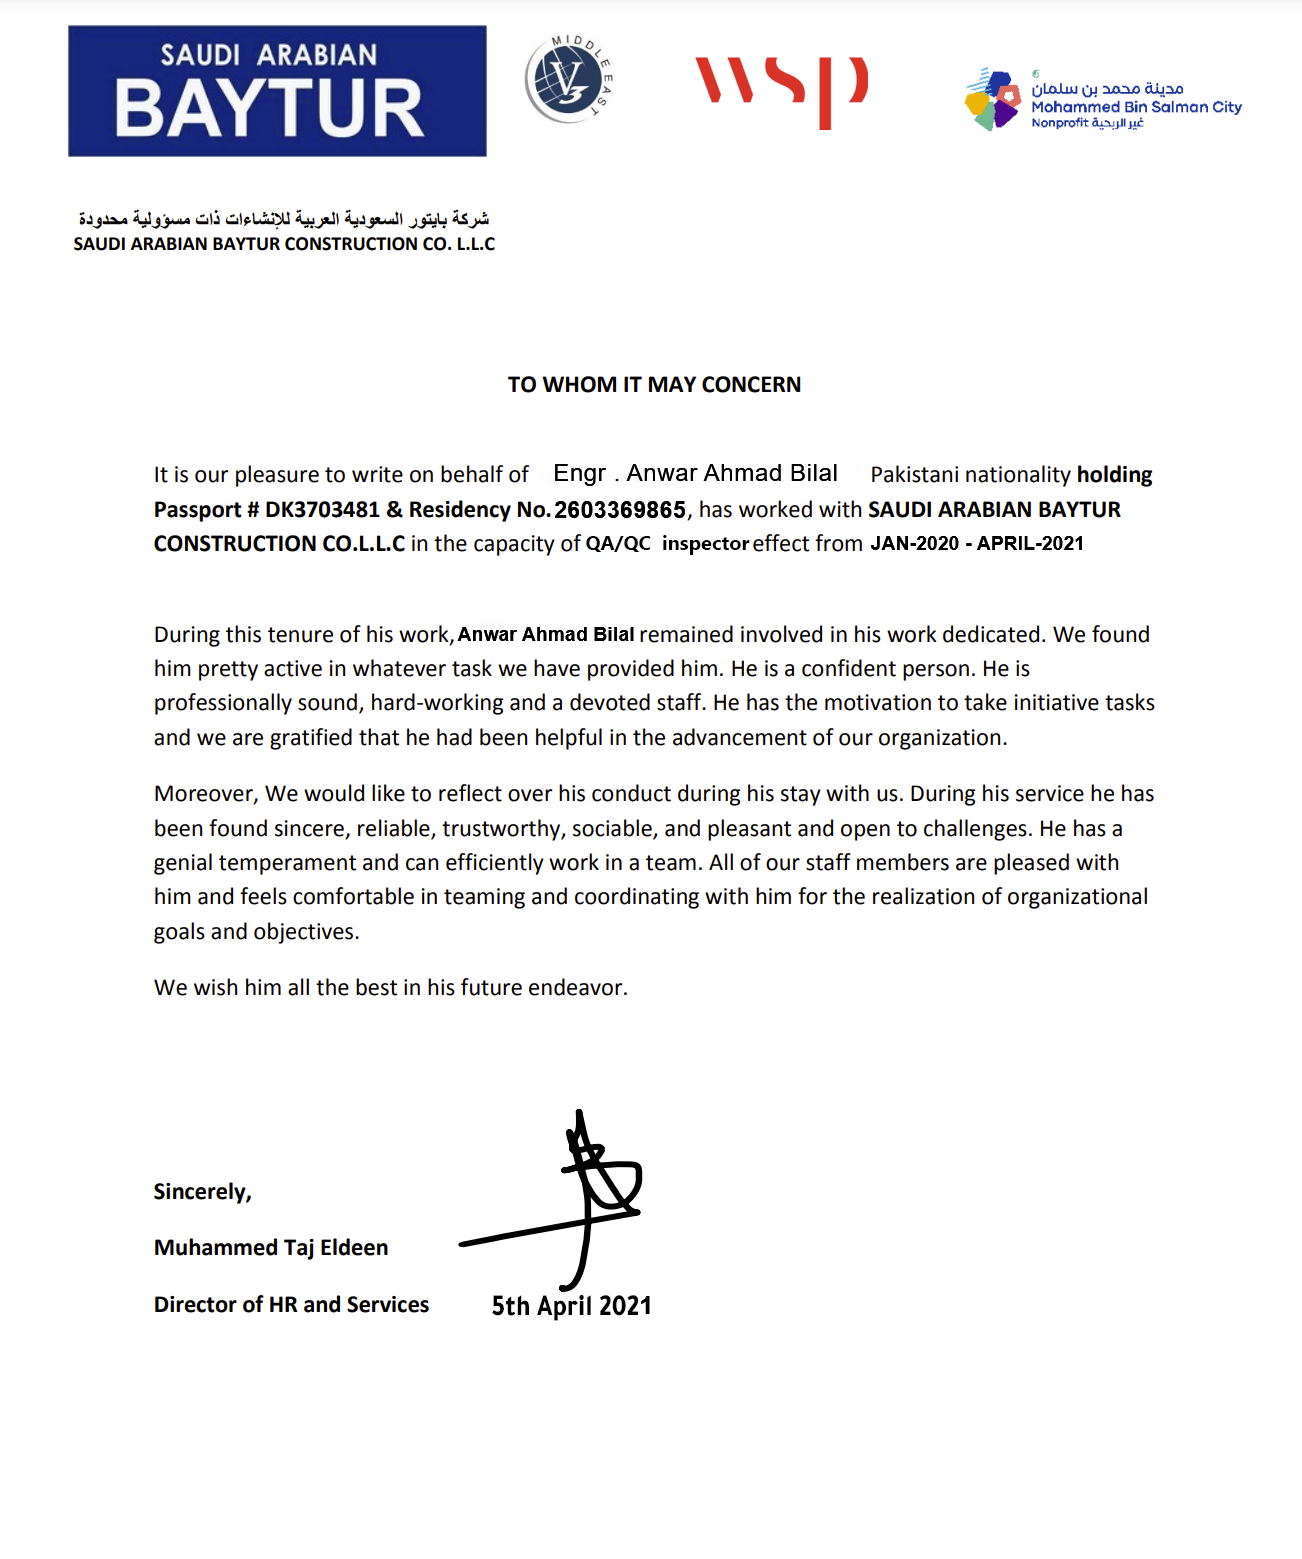 SAUDI ARABIAN
BAYTUR
MIDDLE EAST
V3
wsp
مدينة محمد بن سلمان
Mohammed Bin Salman City
Nonprofit غير الربحية
شركة بايتور السعودية العربية للإنشاءات ذات مسؤولية محدودة
SAUDI ARABIAN BAYTUR CONSTRUCTION CO. L.L.C
TO WHOM IT MAY CONCERN
It is our pleasure to write on behalf of Engr . Anwar Ahmad Bilal Pakistani nationality holding
Passport # DK3703481 & Residency No. 2603369865, has worked with SAUDI ARABIAN BAYTUR
CONSTRUCTION CO.L.L.C in the capacity of QA/QC inspector effect from JAN-2020 - APRIL-2021
During this tenure of his work, Anwar Ahmad Bilal remained involved in his work dedicated. We found
him pretty active in whatever task we have provided him. He is a confident person. He is
professionally sound, hard-working and a devoted staff. He has the motivation to take initiative tasks
and we are gratified that he had been helpful in the advancement of our organization.
Moreover, We would like to reflect over his conduct during his stay with us. During his service he has
been found sincere, reliable, trustworthy, sociable, and pleasant and open to challenges. He has a
genial temperament and can efficiently work in a team. All of our staff members are pleased with
him and feels comfortable in teaming and coordinating with him for the realization of organizational
goals and objectives.
We wish him all the best in his future endeavor.
Sincerely,
Muhammed Taj Eldeen
Director of HR and Services
5th April 2021